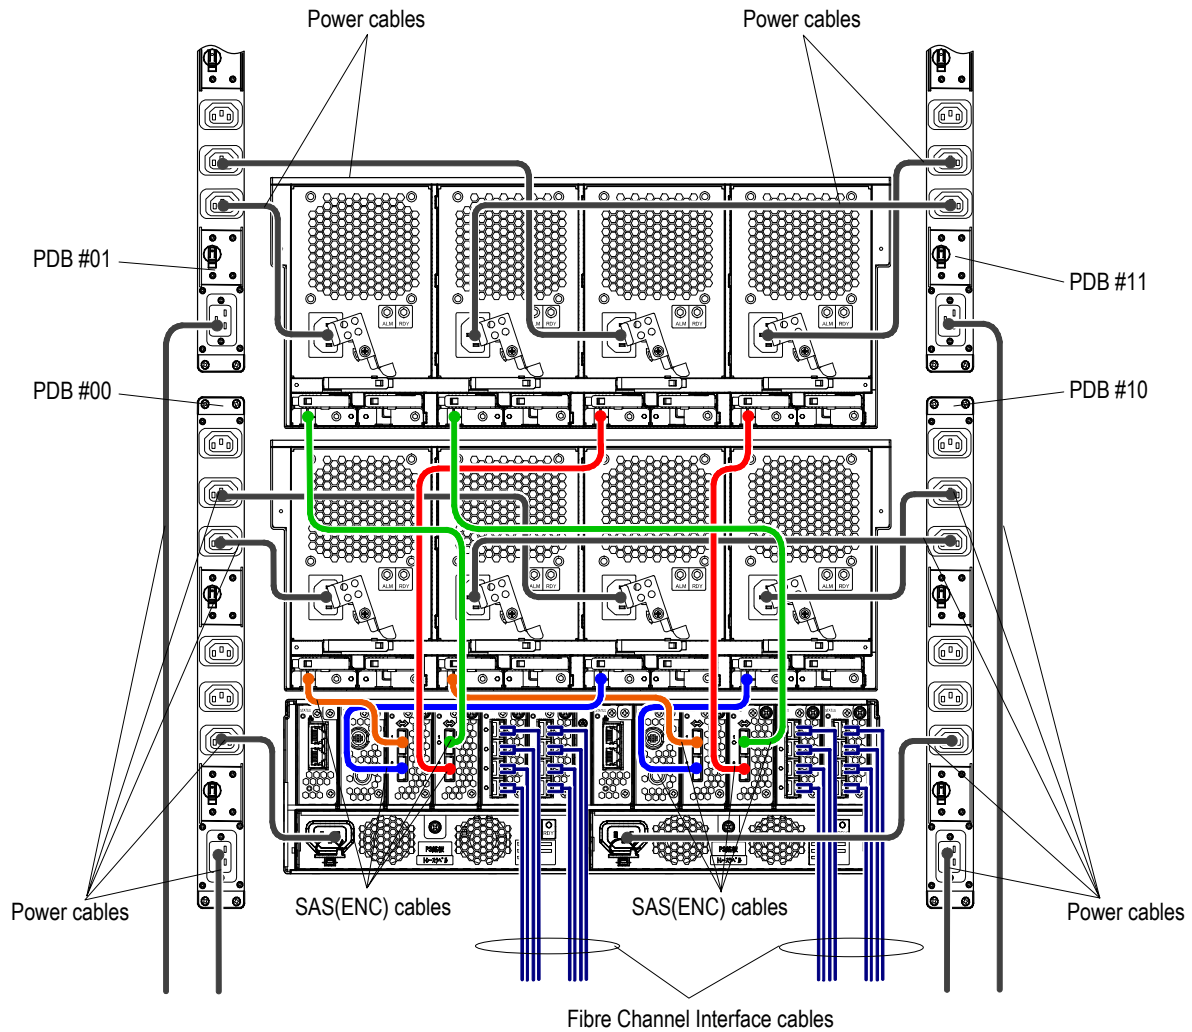 Power cables
Power cables
PDB #01
PDB #11
ALM RDY
ALM RDY
ALM RDY
ALM RDY
PDB #00
PDB #10
ALM RDY
ALM RDY
ALM RDY
ALM RDY
RDY
Power cables
SAS(ENC) cables
SAS(ENC) cables
Power cables
Fibre Channel Interface cables